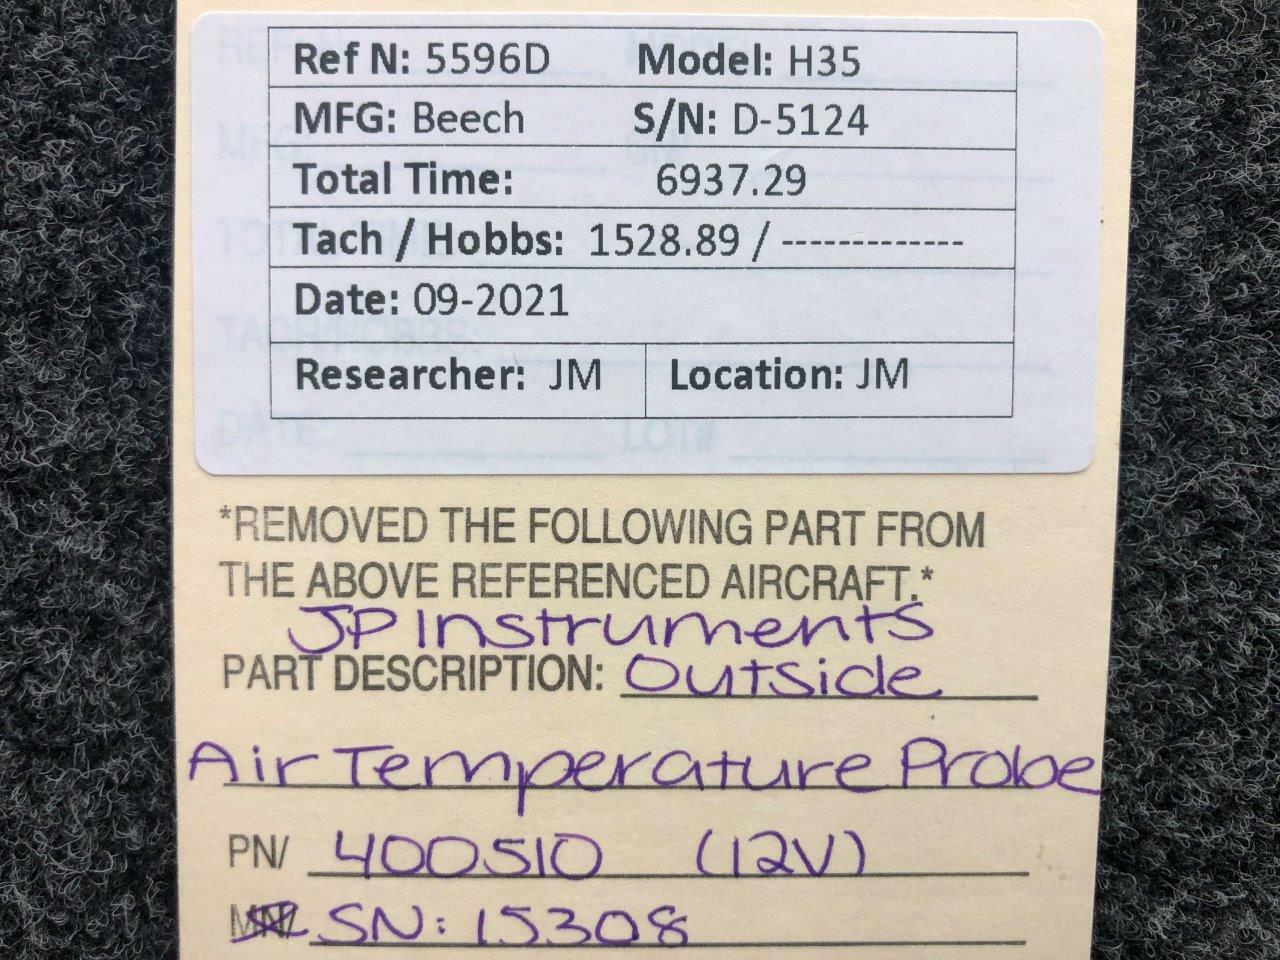 Ref N: 5596D Model: H35
MFG: Beech S/N: D-5124
Total Time: 6937.29
Tach / Hobbs: 1528.89 / -------------
Date: 09-2021
Researcher: JM Location: JM
*REMOVED THE FOLLOWING PART FROM
THE ABOVE REFERENCED AIRCRAFT.*
JP Instruments
PART DESCRIPTION: Outside
Air Temperature Probe
PN/ 400510 (12V)
MN/ SN: 15308